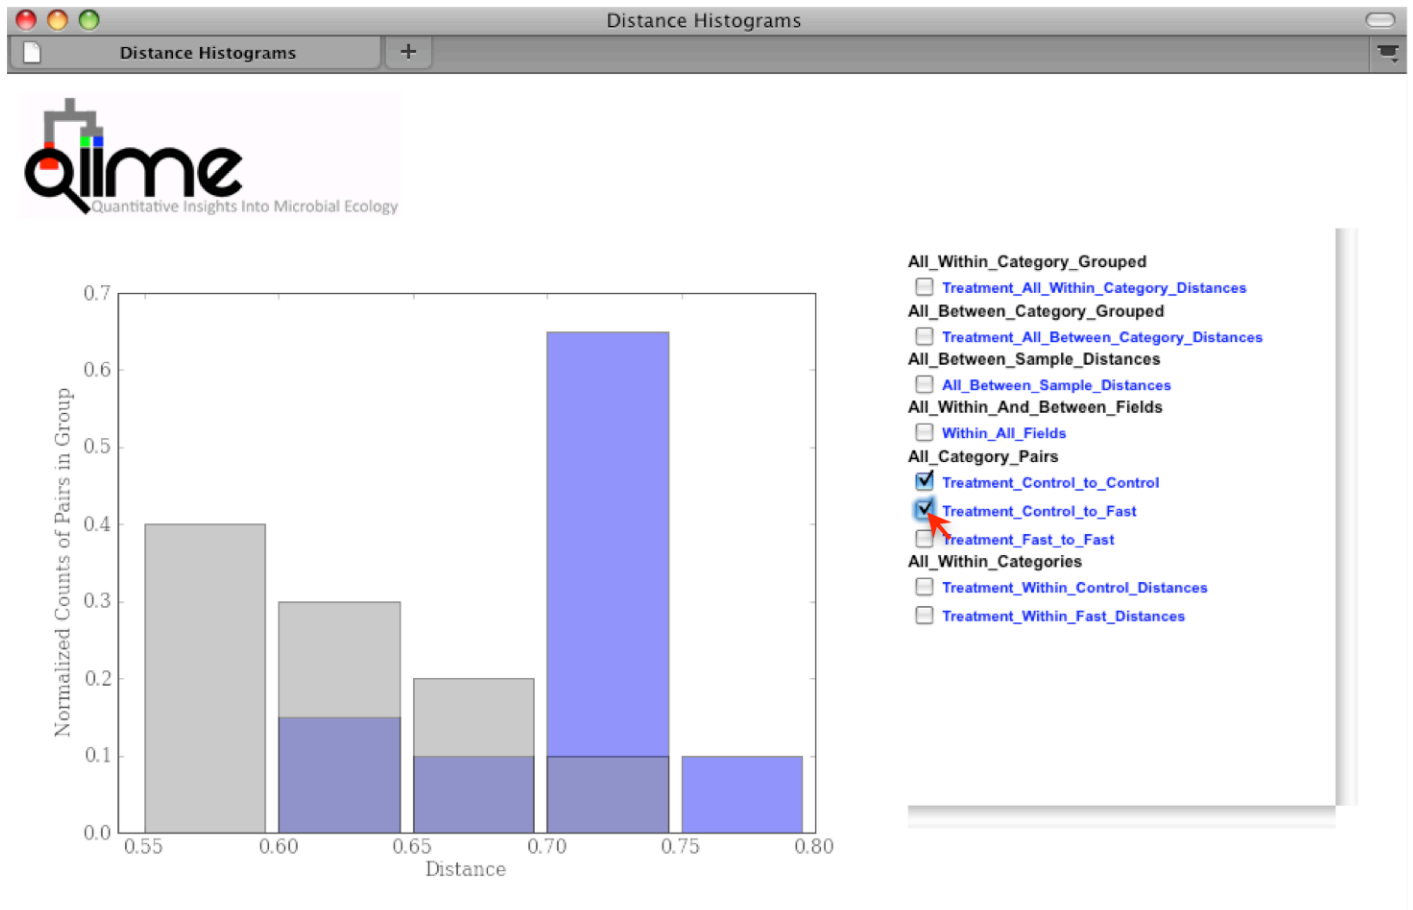 Distance Histograms
Distance Histograms +
Qiime
Quantitative Insights Into Microbial Ecology
All_Within_Category_Grouped
Treatment_All_Within_Category_Distances
All_Between_Category_Grouped
Treatment_All_Between_Category_Distances
All_Between_Sample_Distances
All_Between_Sample_Distances
All_Within_And_Between_Fields
Within_All_Fields
All_Category_Pairs
Treatment_Control_to_Control
Treatment_Control_to_Fast
Treatment_Fast_to_Fast
All_Within_Categories
Treatment_Within_Control_Distances
Treatment_Within_Fast_Distances
Normalized Counts of Pairs in Group
0.7
0.6
0.5
0.4
0.3
0.2
0.1
0.0
0.55 0.60 0.65 0.70 0.75 0.80
Distance